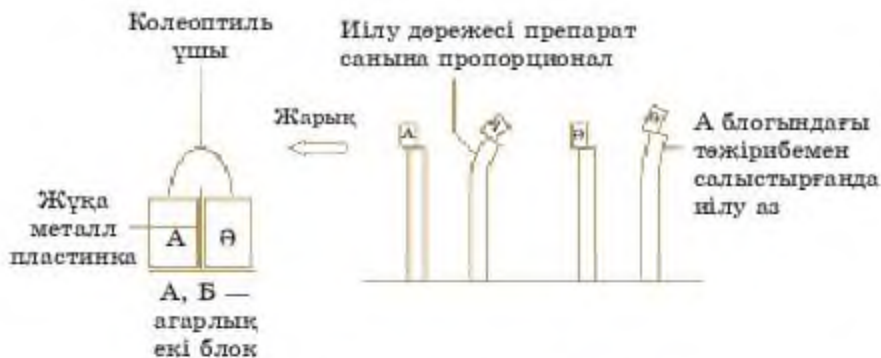 Колеоптиль
ұшы
Иілу дәрежесі препарат
санына пропорционал
Жарық
А
Ә
А блогындағы
тәжірибемен
салыстырғанда
иілу аз
Жұқа
металл
пластинка
А
Ә
А, Б —
агарлық
екі блок